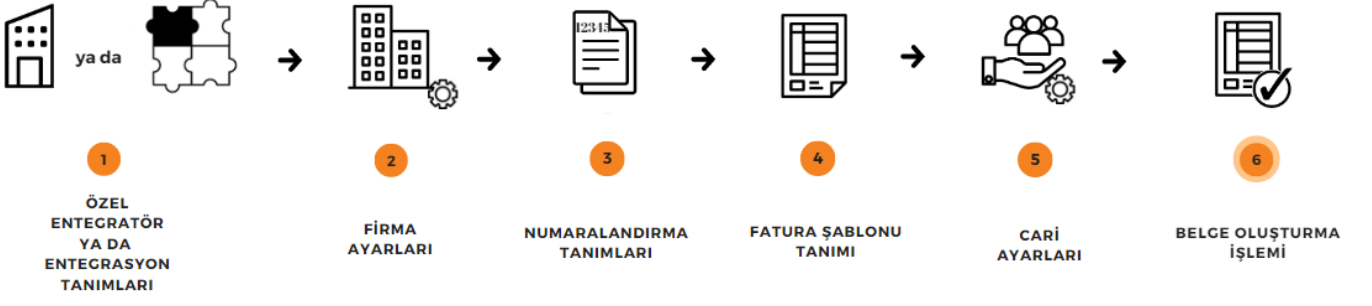 12345
ya da
1
ÖZEL
ENTEGRATÖR
YA DA
ENTEGRASYON
TANIMLARI
2
FİRMA
AYARLARI
3
NUMARALANDIRMA
TANIMLARI
4
FATURA ŞABLONU
TANIMI
5
CARİ
AYARLARI
6
BELGE OLUŞTURMA
İŞLEMİ